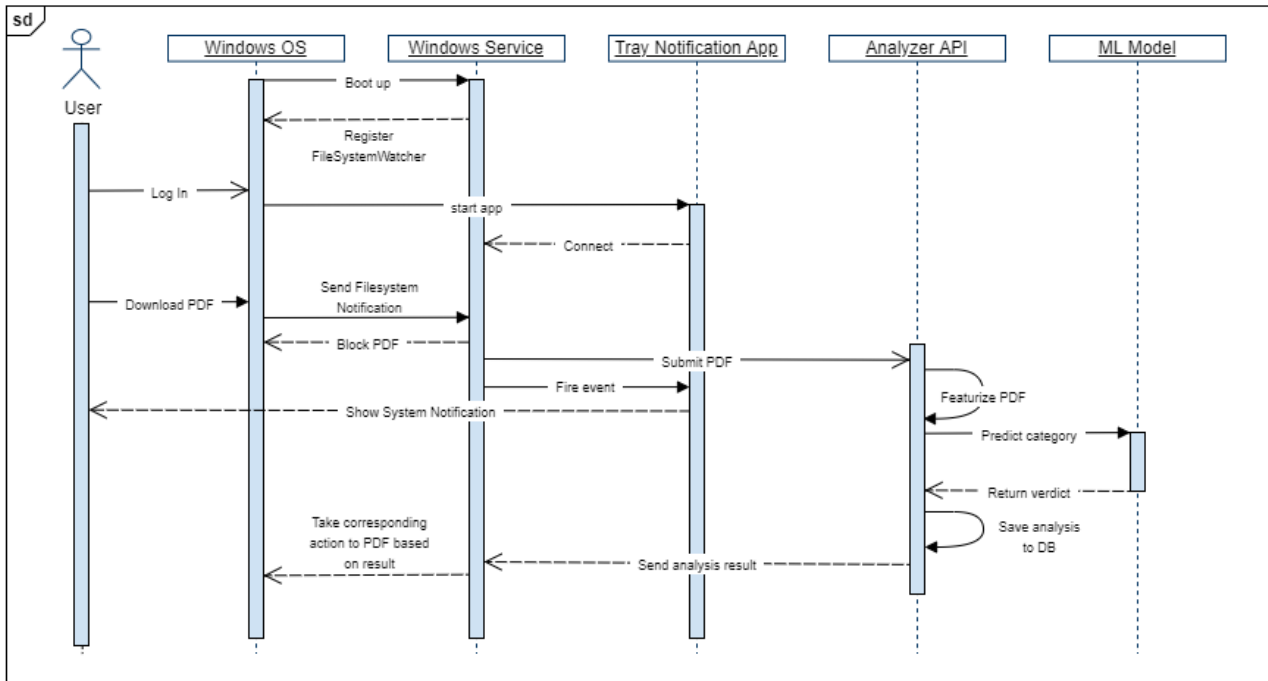 sd
Windows OS
Windows Service
Tray Notification App
Analyzer API
ML Model
User
Boot up
Register
FileSystemWatcher
Log In
start app
Connect
Download PDF
Send Filesystem
Notification
Block PDF
Submit PDF
Fire event
Featurize PDF
Show System Notification
Predict category
Return verdict
Take corresponding
action to PDF based
on result
Save analysis
to DB
Send analysis result